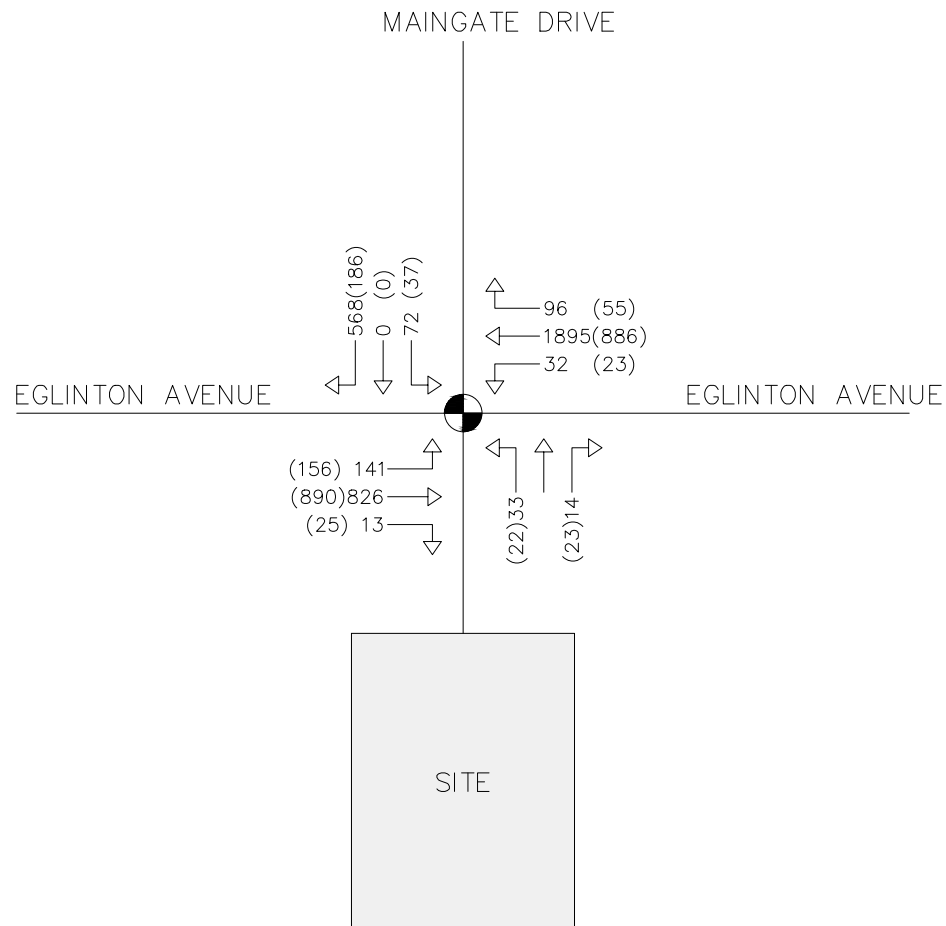 MAINGATE DRIVE
568(186)
0 (0)
72 (37)
96 (55)
1895(886)
32 (23)
EGLINTON AVENUE
EGLINTON AVENUE
(156) 141
(890)826
(25) 13
(22)33
(23)14
SITE